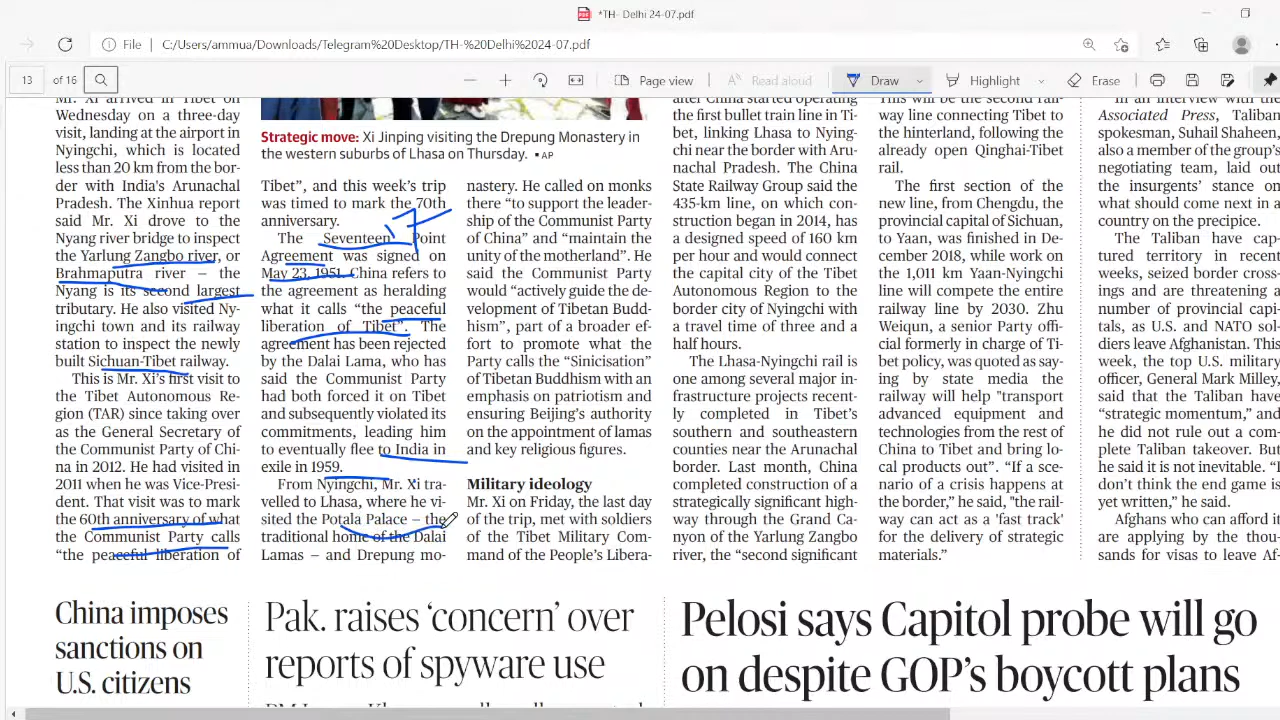 *TH- Delhi 24-07.pdf
File
C:/Users/ammua/Downloads/Telegram%20Desktop/TH-%20Delhi%2024-07.pdf
13
of 16
Page view
Read aloud
Draw
Highlight
Erase
Mr. Xi arrived in Tibet on
Wednesday on a three-day
visit, landing at the airport in
Nyingchi, which is located
less than 20 km from the bor-
der with India's Arunachal
Pradesh. The Xinhua report
said Mr. Xi drove to the
Nyang river bridge to inspect
the Yarlung Zangbo river, or
Brahmaputra river – the
Nyang is its second largest
tributary. He also visited Ny-
ingchi town and its railway
station to inspect the newly
built Sichuan-Tibet railway.
This is Mr. Xi's first visit to
the Tibet Autonomous Re-
gion (TAR) since taking over
as the General Secretary of
the Communist Party of Chi-
na in 2012. He had visited in
2011 when he was Vice-Presi-
dent. That visit was to mark
the 60th anniversary of what
the Communist Party calls
“the peaceful liberation of
Strategic move: Xi Jinping visiting the Drepung Monastery in
the western suburbs of Lhasa on Thursday. ▪ AP
Tibet”, and this week's trip
was timed to mark the 70th
anniversary.
The Seventeen Point
Agreement was signed on
May 23, 1951. China refers to
the agreement as heralding
what it calls “the peaceful
liberation of Tibet”. The
agreement has been rejected
by the Dalai Lama, who has
said the Communist Party
had both forced it on Tibet
and subsequently violated its
commitments, leading him
to eventually flee to India in
exile in 1959.
From Nyingchi, Mr. Xi tra-
velled to Lhasa, where he vi-
sited the Potala Palace – the
traditional home of the Dalai
Lamas – and Drepung mo-
17
nastery. He called on monks
there “to support the leader-
ship of the Communist Party
of China” and “maintain the
unity of the motherland”. He
said the Communist Party
would “actively guide the de-
velopment of Tibetan Budd-
hism”, part of a broader ef-
fort to promote what the
Party calls the “Sinicisation”
of Tibetan Buddhism with an
emphasis on patriotism and
ensuring Beijing's authority
on the appointment of lamas
and key religious figures.
Military ideology
Mr. Xi on Friday, the last day
of the trip, met with soldiers
of the Tibet Military Com-
mand of the People's Libera-
after China started operating
the first bullet train line in Ti-
bet, linking Lhasa to Nying-
chi near the border with Aru-
nachal Pradesh. The China
State Railway Group said the
435-km line, on which con-
struction began in 2014, has
a designed speed of 160 km
per hour and would connect
the capital city of the Tibet
Autonomous Region to the
border city of Nyingchi with
a travel time of three and a
half hours.
The Lhasa-Nyingchi rail is
one among several major in-
frastructure projects recent-
ly completed in Tibet's
southern and southeastern
counties near the Arunachal
border. Last month, China
completed construction of a
strategically significant high-
way through the Grand Ca-
nyon of the Yarlung Zangbo
river, the “second significant
This will be the second rail-
way line connecting Tibet to
the hinterland, following the
already open Qinghai-Tibet
rail.
The first section of the
new line, from Chengdu, the
provincial capital of Sichuan,
to Yaan, was finished in De-
cember 2018, while work on
the 1,011 km Yaan-Nyingchi
line will compete the entire
railway line by 2030. Zhu
Weiqun, a senior Party offi-
cial formerly in charge of Ti-
bet policy, was quoted as say-
ing by state media the
railway will help "transport
advanced equipment and
technologies from the rest of
China to Tibet and bring lo-
cal products out”. “If a sce-
nario of a crisis happens at
the border,” he said, "the rail-
way can act as a 'fast track'
for the delivery of strategic
materials.”
In an interview with the
Associated Press, Taliban
spokesman, Suhail Shaheen,
also a member of the group's
negotiating team, laid out
the insurgents' stance on
what should come next in a
country on the precipice.
The Taliban have cap-
tured territory in recent
weeks, seized border cross-
ings and are threatening a
number of provincial capi-
tals, as U.S. and NATO sol-
diers leave Afghanistan. This
week, the top U.S. military
officer, General Mark Milley,
said that the Taliban have
“strategic momentum,” and
he did not rule out a com-
plete Taliban takeover. But
he said it is not inevitable. “I
don't think the end game is
yet written,” he said.
Afghans who can afford it
are applying by the thou-
sands for visas to leave Af-
China imposes
sanctions on
U.S. citizens
Pak. raises ‘concern’ over
reports of spyware use
Pelosi says Capitol probe will go
on despite GOP's boycott plans